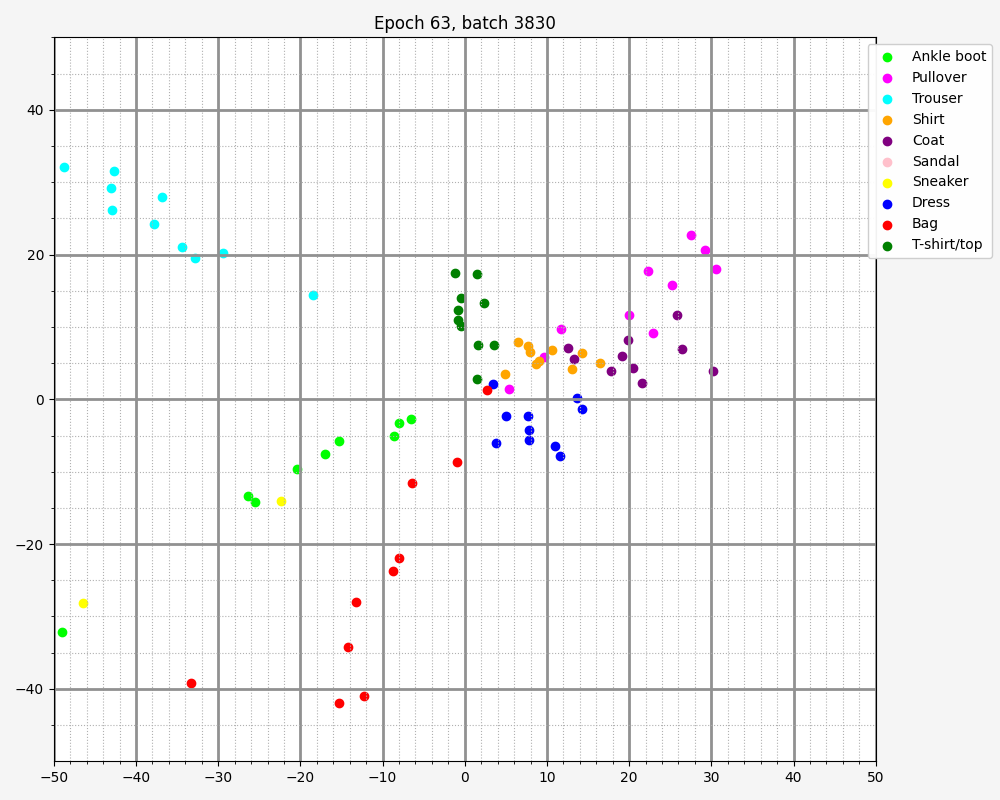 Epoch 63, batch 3830
Ankle boot
Pullover
Trouser
Shirt
Coat
Sandal
Sneaker
Dress
Bag
T-shirt/top
40
20
0
−20
−40
−50 −40 −30 −20 −10 0 10 20 30 40 50